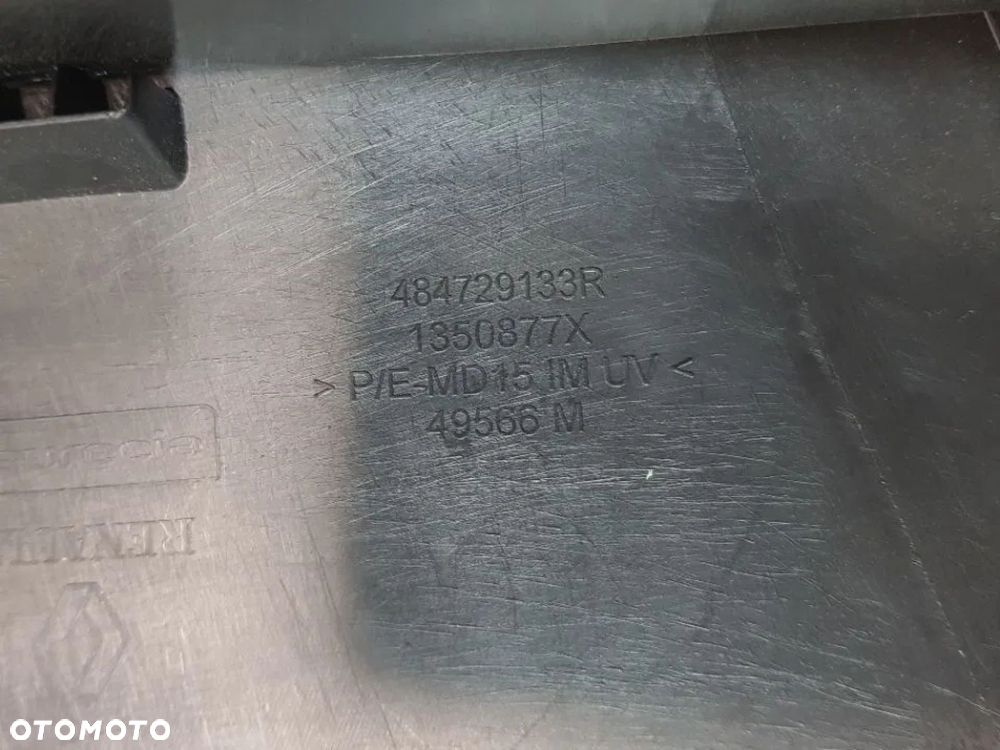 484729133R
1350877X
> P/E-MD15 IM UV <
49566 M
RENAULT
OTOMOTO